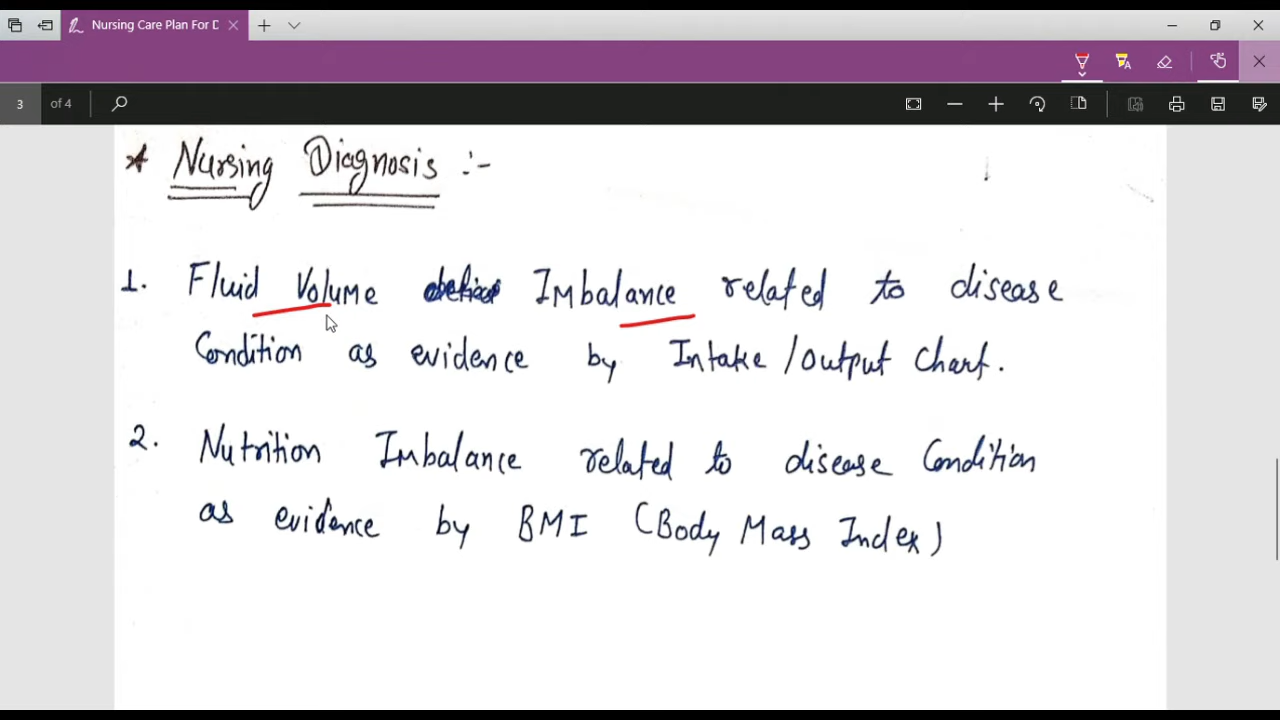 Nursing Care Plan For D
3 of 4
* Nursing Diagnosis :-
1. Fluid Volume Imbalance related to disease
Condition as evidence by Intake/Output Chart.
2. Nutrition Imbalance related to disease Condition
as evidence by BMI (Body Mass Index)